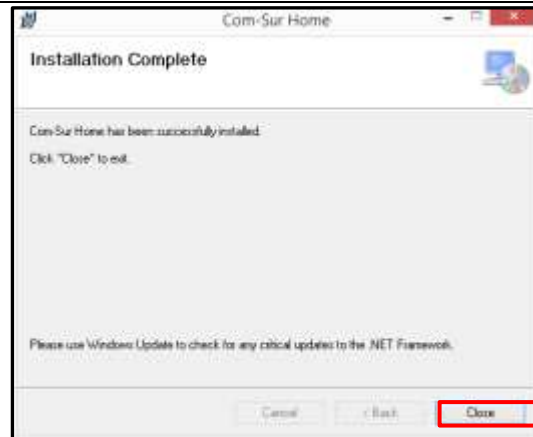 Com-Sur Home
Installation Complete
Com-Sur Home has been successfully installed.
Click "Close" to exit.
Please use Windows Update to check for any critical updates to the .NET Framework.
Cancel < Back Close